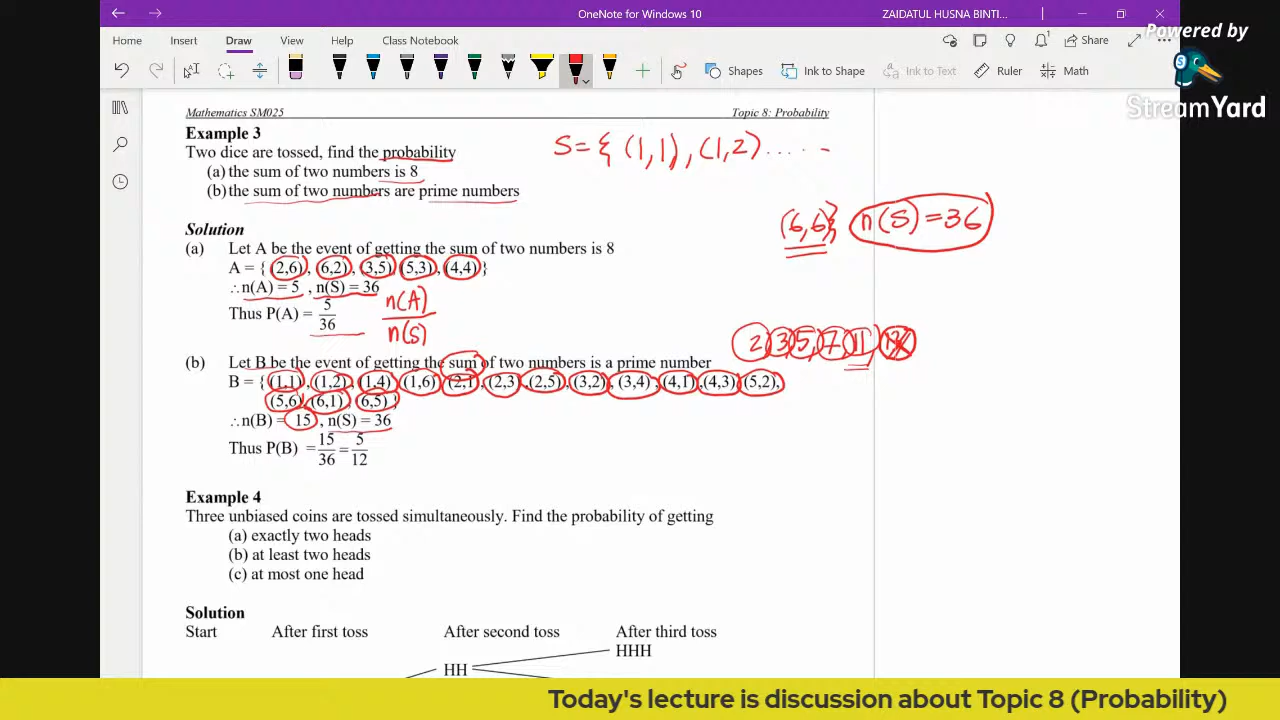 OneNote for Windows 10
ZAIDATUL HUSNA BINTI...
Powered by
StreamYard
Home Insert Draw View Help Class Notebook
Share
Shapes Ink to Shape Ink to Text Ruler Math
Mathematics SM025 Topic 8: Probability
Example 3
Two dice are tossed, find the probability
(a) the sum of two numbers is 8
(b) the sum of two numbers are prime numbers
S = { (1,1), (1,2) .....
(6,6)} n(S) = 36
Solution
(a) Let A be the event of getting the sum of two numbers is 8
A = { (2,6), (6,2), (3,5), (5,3), (4,4) }
∴n(A) = 5 , n(S) = 36
Thus P(A) = 5/36
n(A)/n(S)
2, 3, 5, 7, 11,
(b) Let B be the event of getting the sum of two numbers is a prime number
B = { (1,1), (1,2), (1,4), (1,6), (2,1), (2,3), (2,5), (3,2), (3,4), (4,1), (4,3), (5,2),
(5,6), (6,1), (6,5) }
∴n(B) = 15 , n(S) = 36
Thus P(B) = 15/36 = 5/12
Example 4
Three unbiased coins are tossed simultaneously. Find the probability of getting
(a) exactly two heads
(b) at least two heads
(c) at most one head
Solution
Start After first toss After second toss After third toss
HHH
HH
Today's lecture is discussion about Topic 8 (Probability)